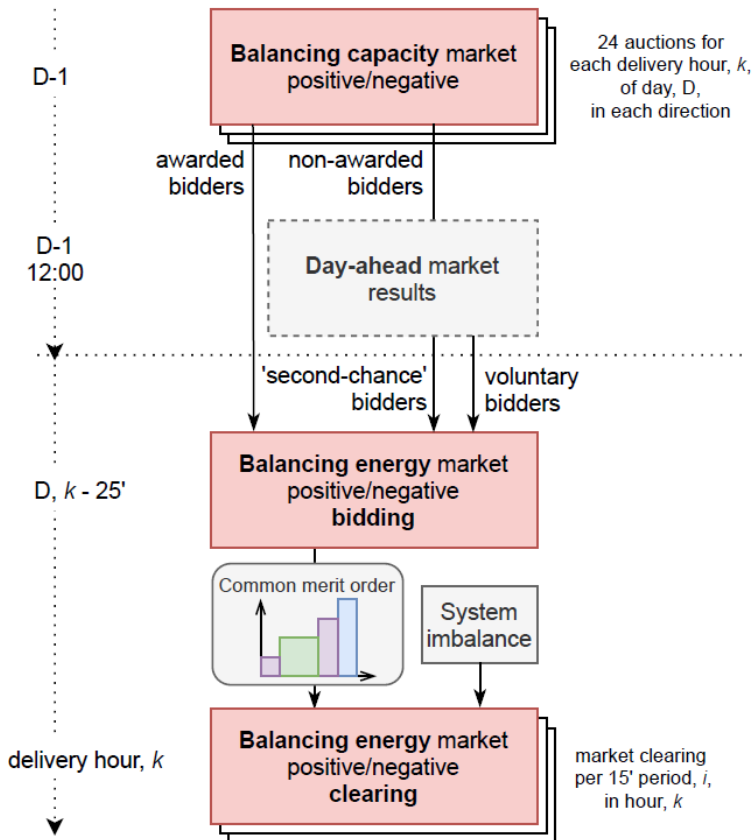 Balancing capacity market
positive/negative
24 auctions for
each delivery hour, k,
of day, D,
in each direction
D-1
awarded
bidders
non-awarded
bidders
D-1
12:00
Day-ahead market
results
'second-chance'
bidders
voluntary
bidders
Balancing energy market
positive/negative
bidding
D, k - 25'
Common merit order
System
imbalance
Balancing energy market
positive/negative
clearing
delivery hour, k
market clearing
per 15' period, i,
in hour, k